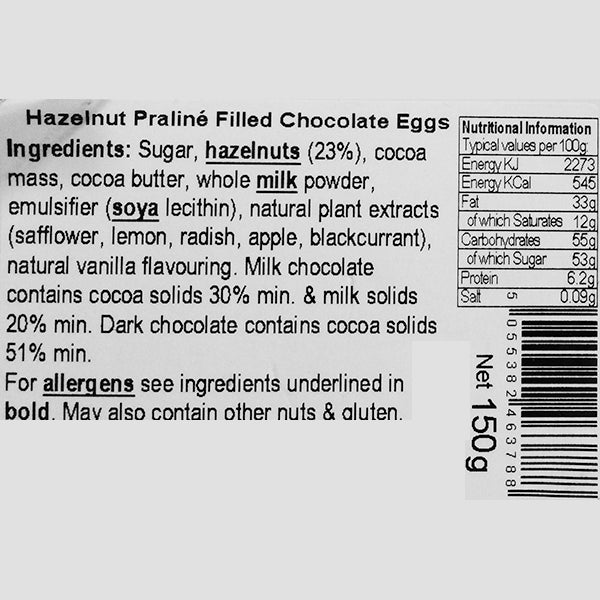 Hazelnut Praliné Filled Chocolate Eggs
Ingredients: Sugar, hazelnuts (23%), cocoa
mass, cocoa butter, whole milk powder,
emulsifier (soya lecithin), natural plant extracts
(safflower, lemon, radish, apple, blackcurrant),
natural vanilla flavouring. Milk chocolate
contains cocoa solids 30% min. & milk solids
20% min. Dark chocolate contains cocoa solids
51% min.
For allergens see ingredients underlined in
bold. May also contain other nuts & gluten.
Nutritional Information
Typical values per 100g:
Energy KJ 2273
Energy KCal 545
Fat 33g
of which Saturates 12g
Carbohydrates 55g
of which Sugar 53g
Protein 6.2g
Salt 0.09g
Net 150g
5 055382 463788